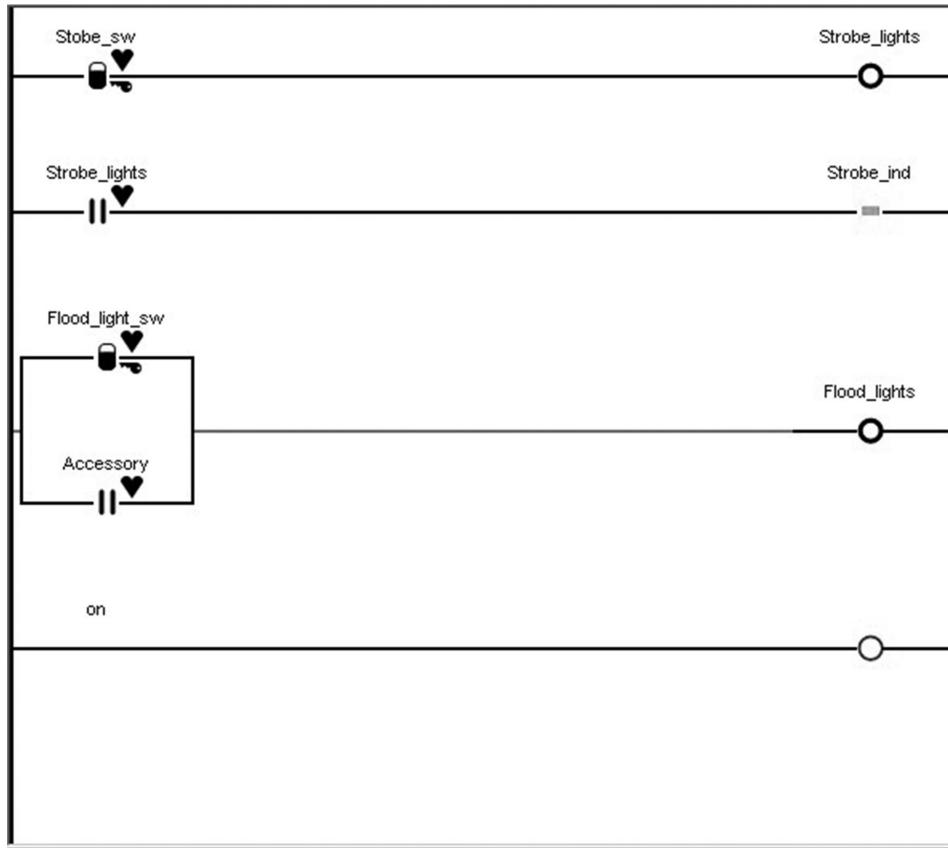 Stobe_sw
Strobe_lights
Strobe_lights
Strobe_ind
Flood_light_sw
Flood_lights
Accessory
on